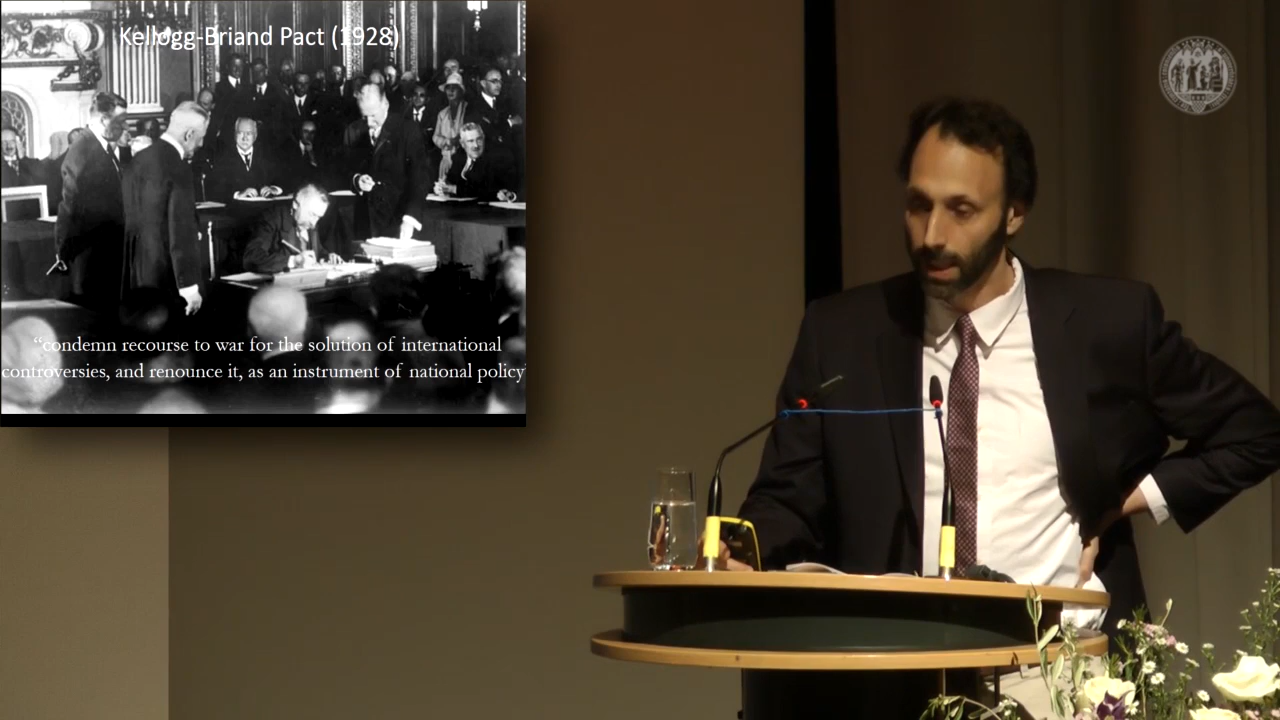 Kellogg-Briand Pact (1928)
“condemn recourse to war for the solution of international
controversies, and renounce it, as an instrument of national policy